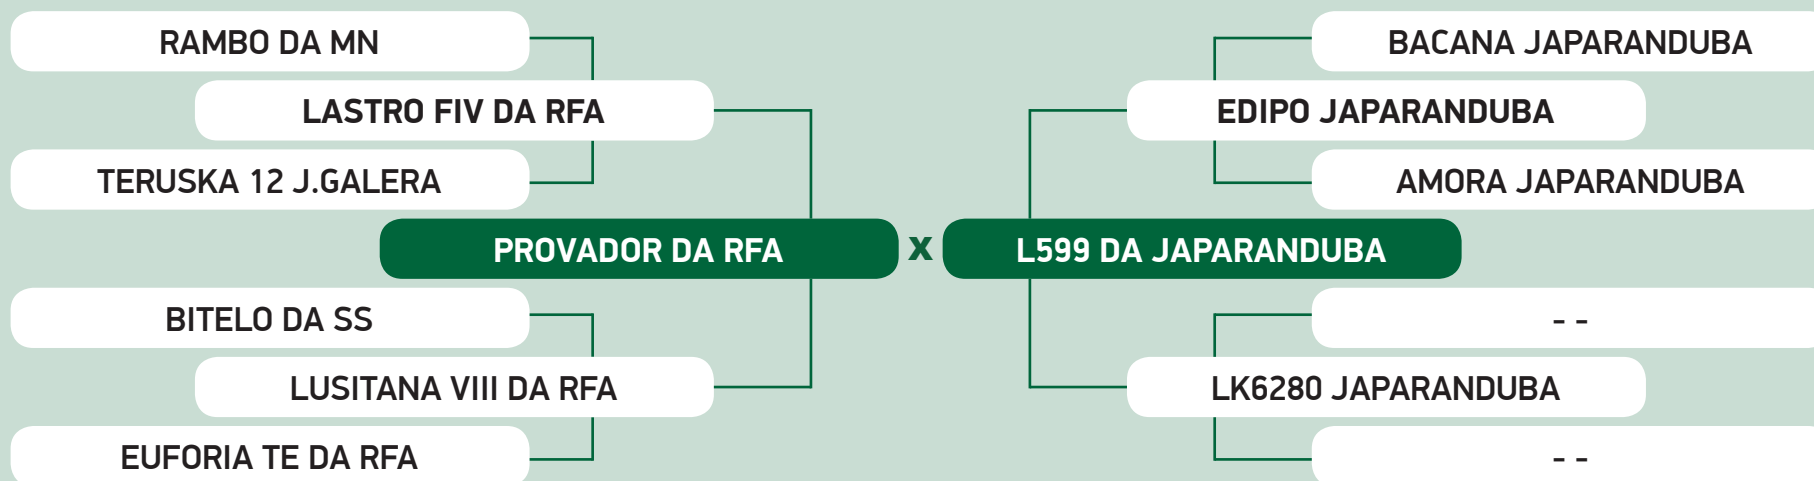 RAMBO DA MN
BACANA JAPARANDUBA
LASTRO FIV DA RFA
EDIPO JAPARANDUBA
TERUSKA 12 J.GALERA
AMORA JAPARANDUBA
PROVADOR DA RFA x L599 DA JAPARANDUBA
BITELO DA SS
- -
LUSITANA VIII DA RFA
LK6280 JAPARANDUBA
EUFORIA TE DA RFA
- -